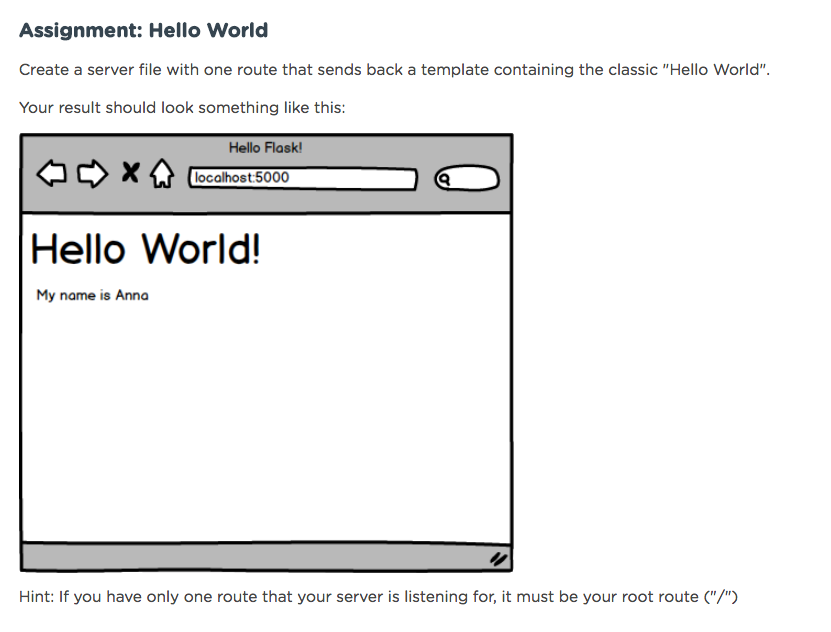 Assignment: Hello World
Create a server file with one route that sends back a template containing the classic "Hello World".
Your result should look something like this:
Hello Flask!
localhost:5000
Hello World!
My name is Anna
Hint: If you have only one route that your server is listening for, it must be your root route ("/")